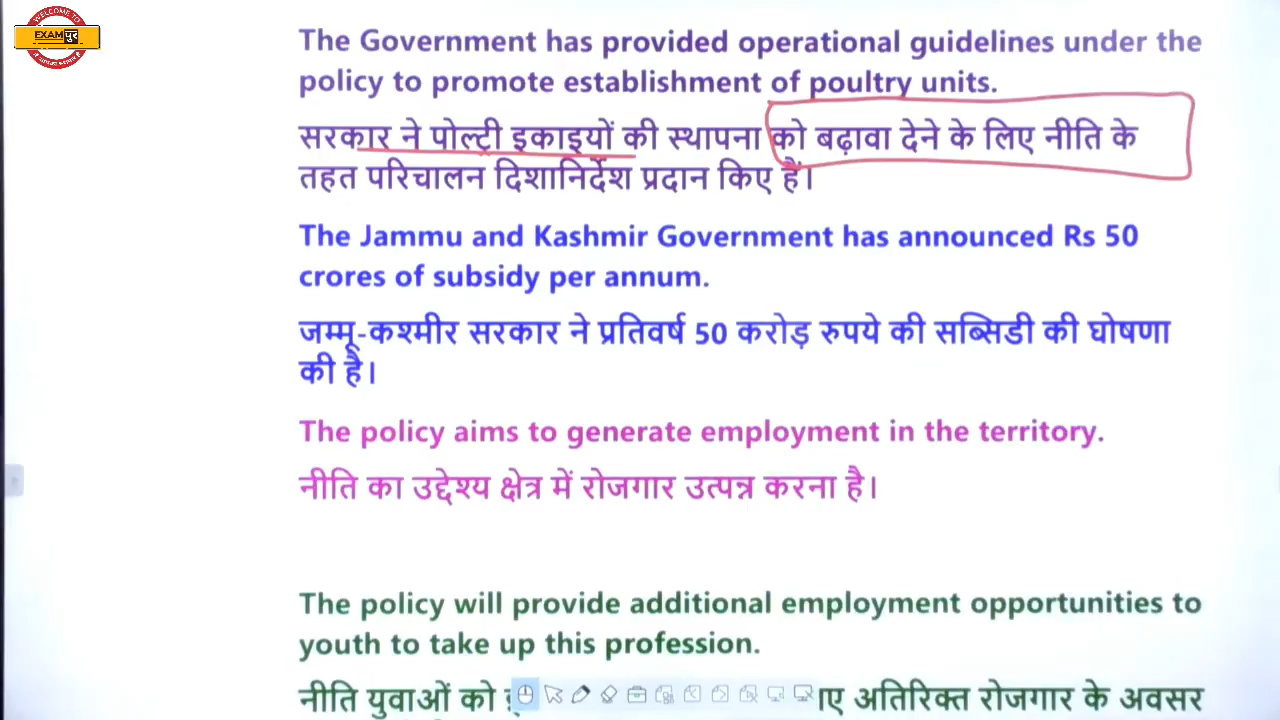 WELCOME TO
EXAM पुर
The Government has provided operational guidelines under the
policy to promote establishment of poultry units.
सरकार ने पोल्ट्री इकाइयों की स्थापना को बढ़ावा देने के लिए नीति के
तहत परिचालन दिशानिर्देश प्रदान किए हैं।
The Jammu and Kashmir Government has announced Rs 50
crores of subsidy per annum.
जम्मू-कश्मीर सरकार ने प्रतिवर्ष 50 करोड़ रुपये की सब्सिडी की घोषणा
की है।
The policy aims to generate employment in the territory.
नीति का उद्देश्य क्षेत्र में रोजगार उत्पन्न करना है।
The policy will provide additional employment opportunities to
youth to take up this profession.
नीति युवाओं को अतिरिक्त रोजगार के अवसर